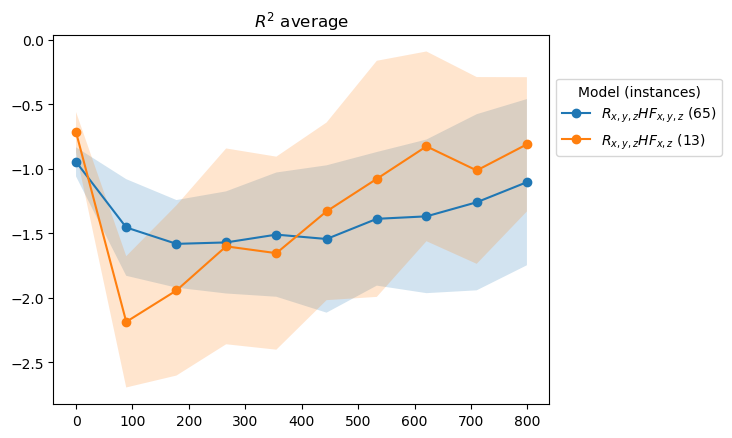 $R^2$ average
0.0
−0.5
−1.0
−1.5
−2.0
−2.5
0 100 200 300 400 500 600 700 800
Model (instances)
$R_{x,y,z}HF_{x,y,z}$ (65)
$R_{x,y,z}HF_{x,z}$ (13)